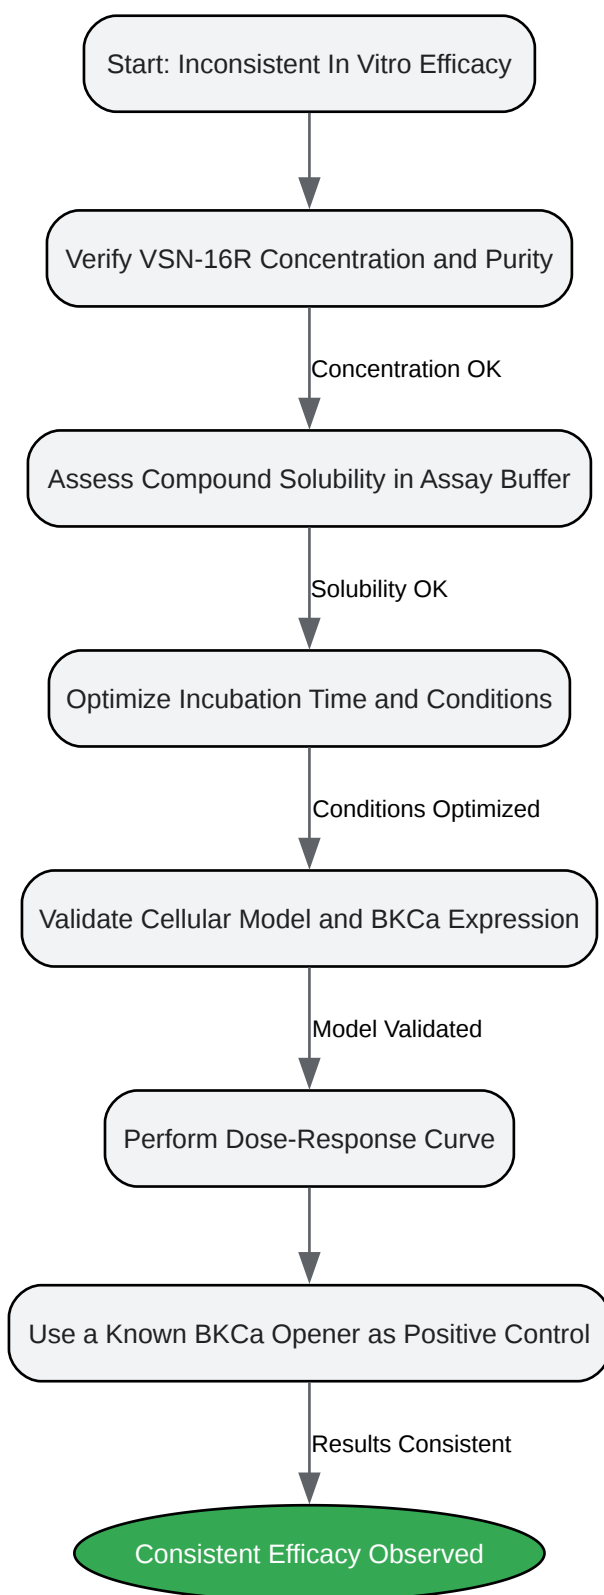 Start: Inconsistent In Vitro Efficacy
Verify VSN-16R Concentration and Purity
Concentration OK
Assess Compound Solubility in Assay Buffer
Solubility OK
Optimize Incubation Time and Conditions
Conditions Optimized
Validate Cellular Model and BKCa Expression
Model Validated
Perform Dose-Response Curve
Use a Known BKCa Opener as Positive Control
Results Consistent
Consistent Efficacy Observed